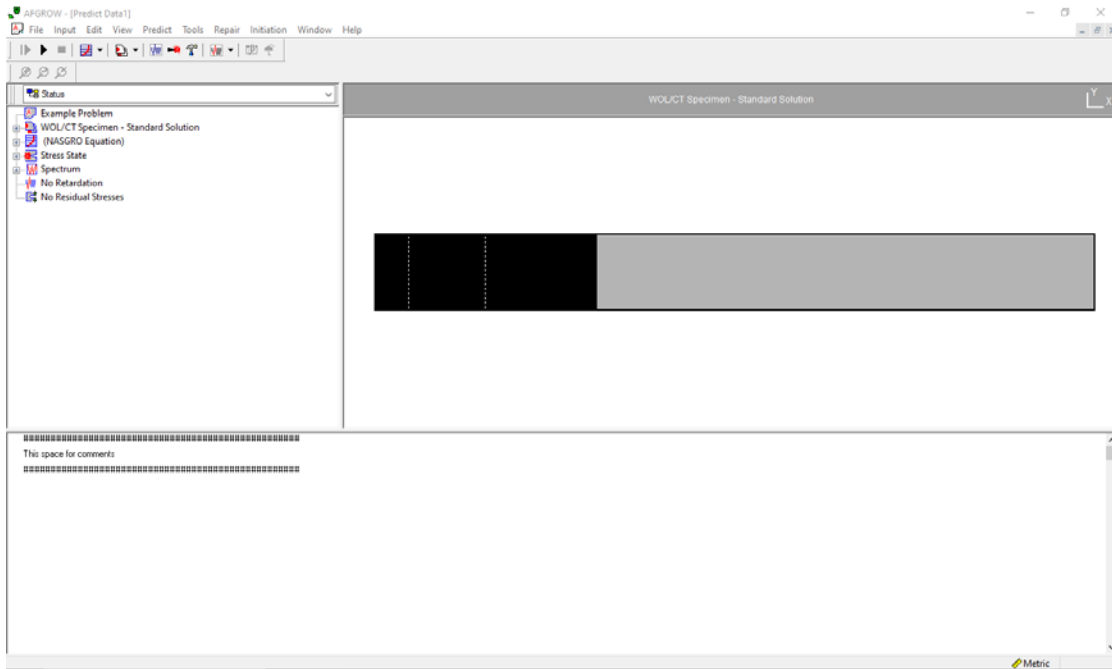 AFGROW - [Predict Data1]
File Input Edit View Predict Tools Repair Initiation Window Help
Status
WOL/CT Specimen - Standard Solution
Y
X
Example Problem
WOL/CT Specimen - Standard Solution
(NASGRO Equation)
Stress State
Spectrum
No Retardation
No Residual Stresses
##################################################
This space for comments
##################################################
Metric